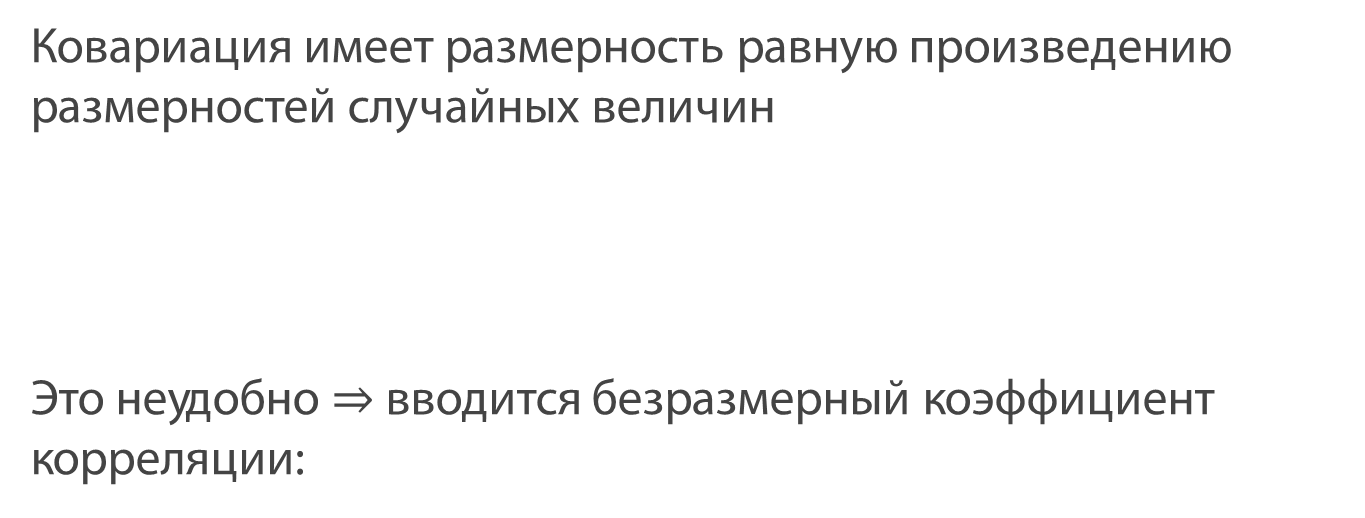 Ковариация имеет размерность равную произведению
размерностей случайных величин
Это неудобно ⇒ вводится безразмерный коэффициент
корреляции: